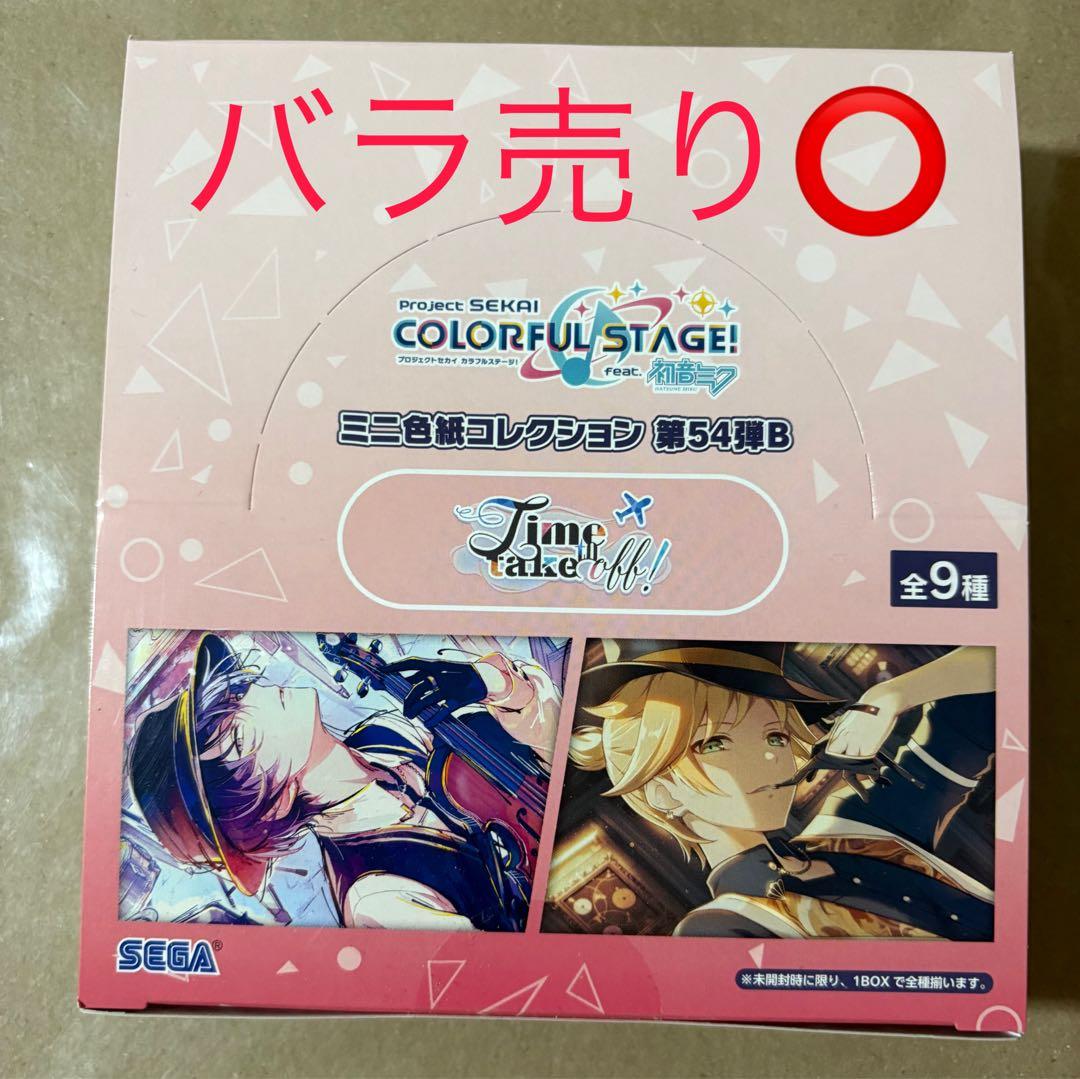 バラ売り⭕
Project SEKAI
COLORFUL STAGE!
プロジェクトセカイ カラフルステージ!
feat. 初音ミク
HATSUNE MIKU
ミニ色紙コレクション 第54弾B
Time
to take off!
全9種
SEGA®
※未開封時に限り、1BOXで全種揃います。